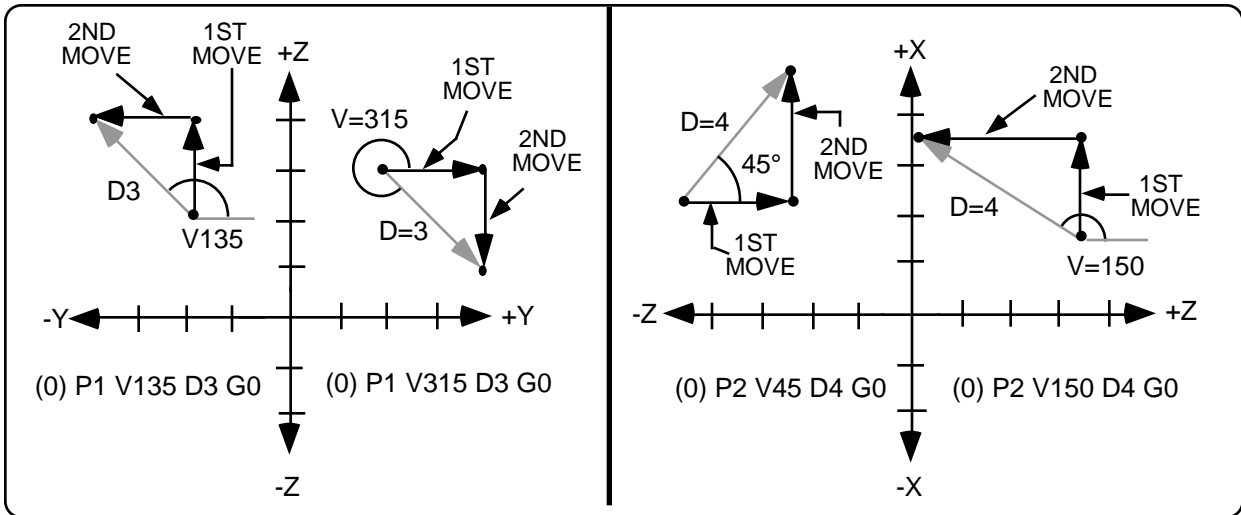 2ND
MOVE
1ST
MOVE
+Z
D3
V135
V=315
1ST
MOVE
2ND
MOVE
D=3
-Y
+Y
(0) P1 V135 D3 G0
(0) P1 V315 D3 G0
-Z
+X
D=4
45°
2ND
MOVE
1ST
MOVE
2ND
MOVE
D=4
1ST
MOVE
V=150
-Z
+Z
(0) P2 V45 D4 G0
(0) P2 V150 D4 G0
-X